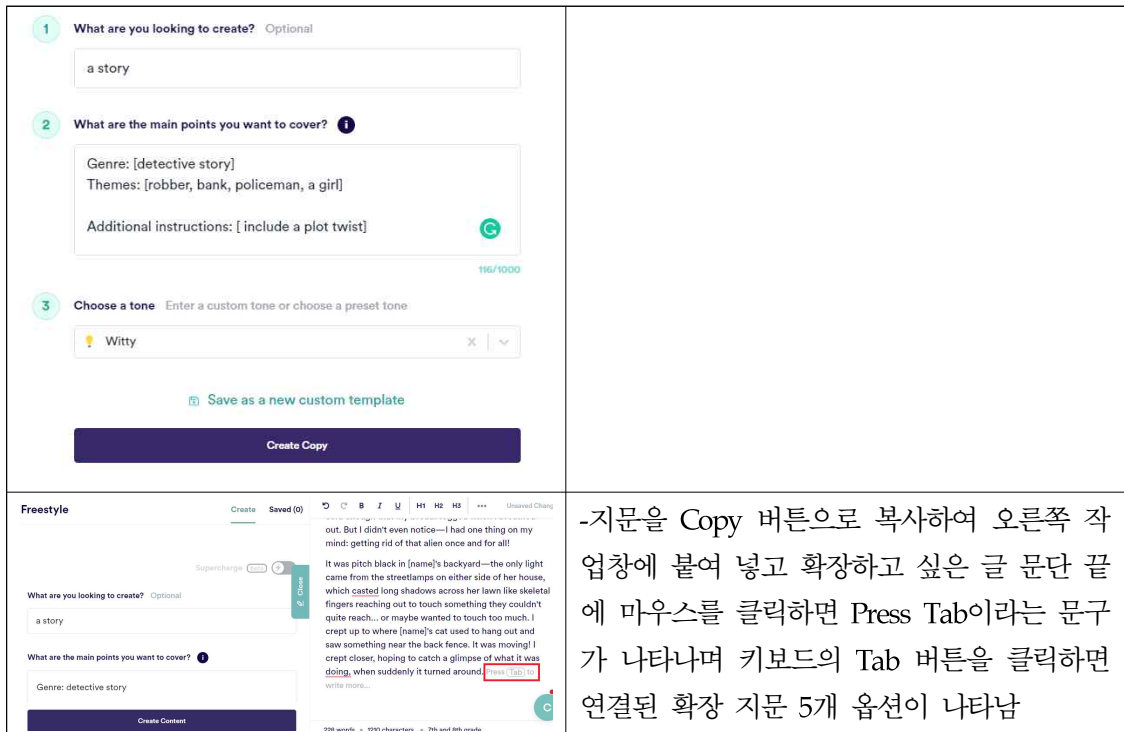 1 What are you looking to create? Optional
a story
2 What are the main points you want to cover? i
Genre: [detective story]
Themes: [robber, bank, policeman, a girl]
Additional instructions: [ include a plot twist]
116/1000
3 Choose a tone Enter a custom tone or choose a preset tone
Witty
Save as a new custom template
Create Copy
Freestyle Create Saved (0)
Supercharge beta
What are you looking to create? Optional
a story
What are the main points you want to cover? i
Genre: detective story
Create Content
Close
B I U H1 H2 H3 ... Unsaved Chang
out. But I didn't even notice—I had one thing on my
mind: getting rid of that alien once and for all!
It was pitch black in [name]'s backyard—the only light
came from the streetlamps on either side of her house,
which casted long shadows across her lawn like skeletal
fingers reaching out to touch something they couldn't
quite reach... or maybe wanted to touch too much. I
crept up to where [name]'s cat used to hang out and
saw something near the back fence. It was moving! I
crept closer, hoping to catch a glimpse of what it was
doing, when suddenly it turned around. Press Tab to
write more...
228 words • 1210 characters • 7th and 8th grade
-지문을 Copy 버튼으로 복사하여 오른쪽 작
업창에 붙여 넣고 확장하고 싶은 글 문단 끝
에 마우스를 클릭하면 Press Tab이라는 문구
가 나타나며 키보드의 Tab 버튼을 클릭하면
연결된 확장 지문 5개 옵션이 나타남